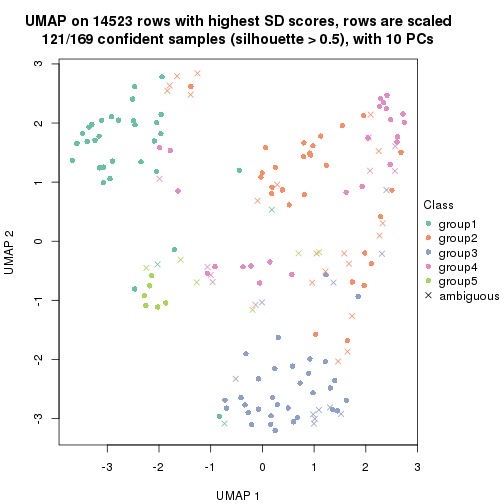 UMAP on 14523 rows with highest SD scores, rows are scaled
121/169 confident samples (silhouette > 0.5), with 10 PCs
3
2
1
0
-1
-2
-3
UMAP 2
-3
-2
-1
0
1
2
3
UMAP 1
Class
group1
group2
group3
group4
group5
ambiguous